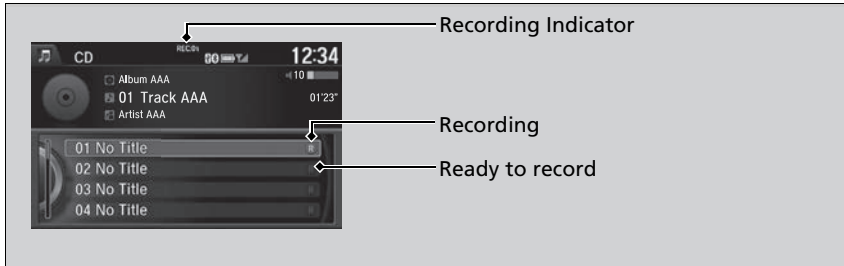 Recording Indicator
REC:01
CD
12:34
10
Album AAA
01 Track AAA
01'23"
Artist AAA
Recording
01 No Title R
Ready to record
02 No Title R
03 No Title R
04 No Title R